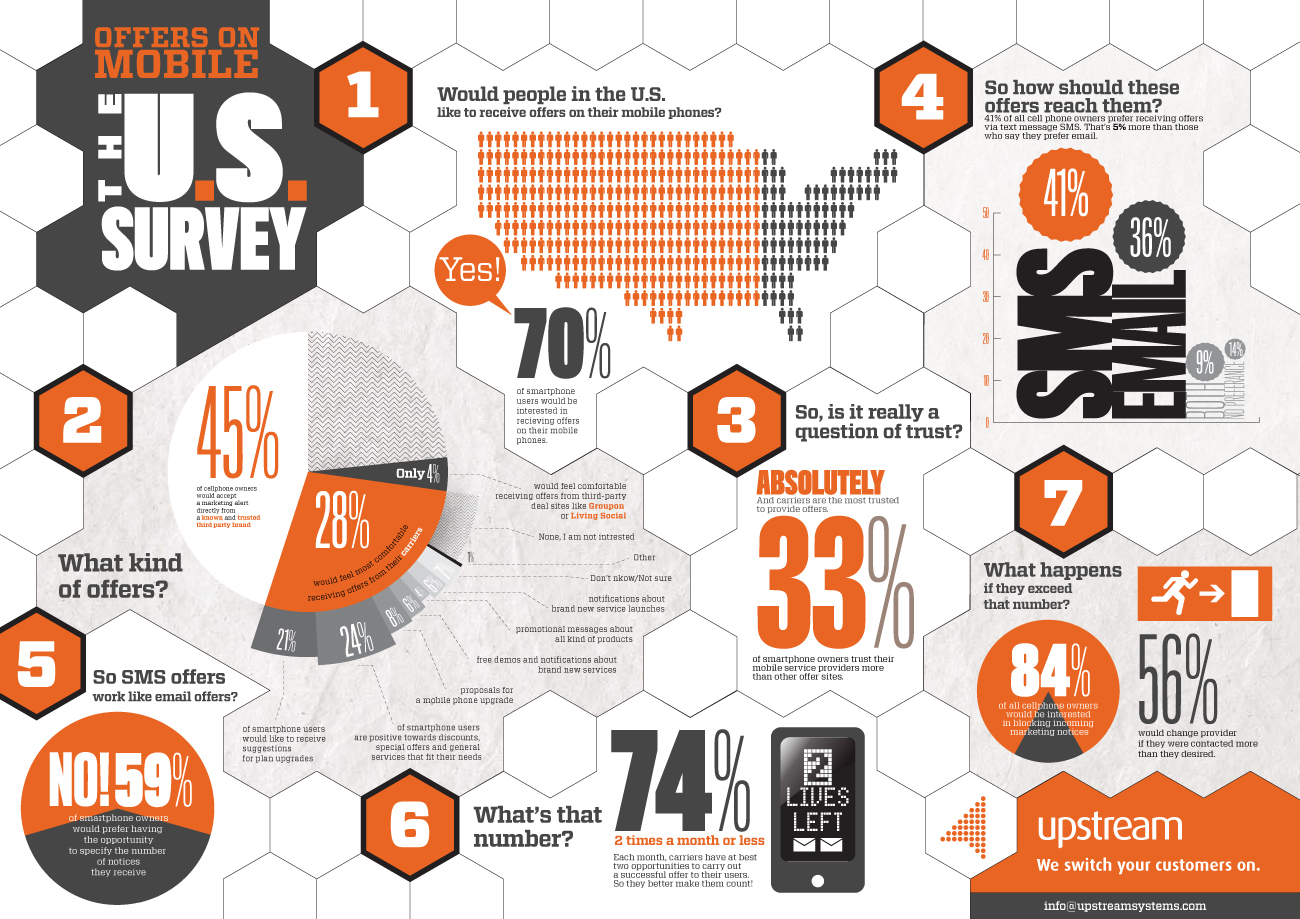 OFFERS ON
MOBILE
THE
U.S.
SURVEY
1
Would people in the U.S.
like to receive offers on their mobile phones?
Yes!
70%
of smartphone
users would be
interested in
recieving offers
on their mobile
phones.
2
What kind
of offers?
45%
of cellphone owners
would accept
a marketing alert
directly from
a known and trusted
third party brand
Only 4%
would feel comfortable
receiving offers from third-party
deal sites like Groupon
or Living Social
28%
would feel most comfortable
receiving offers from their carriers
None, I am not intrested
1%
Other
Don't nkow/Not sure
notifications about
brand new service launches
promotional messages about
all kind of products
free demos and notifications about
brand new services
proposals for
a mobile phone upgrade
8%
6%
24%
of smartphone users
are positive towards discounts,
special offers and general
services that fit their needs
21%
of smartphone users
would like to receive
suggestions
for plan upgrades
3
So, is it really a
question of trust?
ABSOLUTELY
And carriers are the most trusted
to provide offers.
33%
of smartphone owners trust their
mobile service providers more
than other offer sites.
4
So how should these
offers reach them?
41% of all cell phone owners prefer receiving offers
via text message SMS. That's 5% more than those
who say they prefer email.
50
40
30
20
10
0
41%
SMS
36%
EMAIL
9%
BOTH
14%
NO PREFERANCE
5
So SMS offers
work like email offers?
NO! 59%
of smartphone owners
would prefer having
the opportunity
to specify the number
of notices
they receive
6
What's that
number?
74%
2 times a month or less
Each month, carriers have at best
two opportunities to carry out
a successful offer to their users.
So they better make them count!
2
LIVES
LEFT
7
What happens
if they exceed
that number?
84%
of all cellphone owners
would be interested
in blocking incoming
marketing notices
56%
would change provider
if they were contacted more
than they desired.
upstream
We switch your customers on.
info@upstreamsystems.com